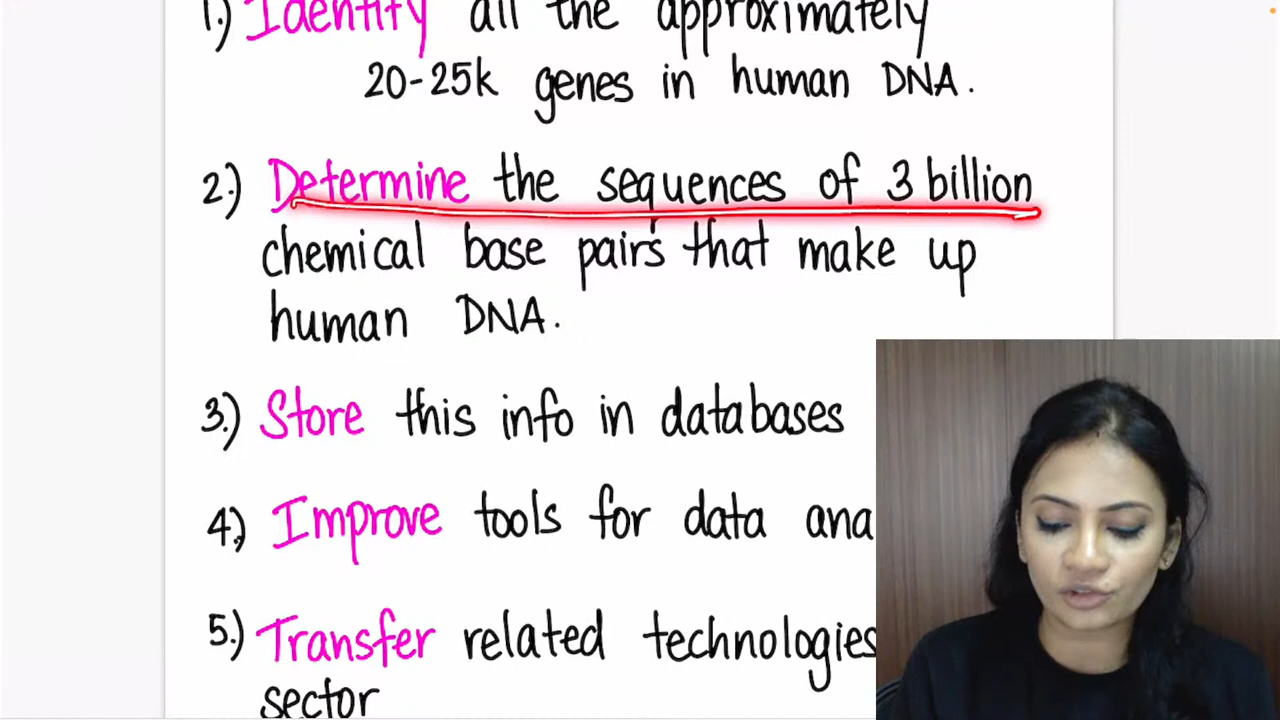 1.) Identify all the approximately
20-25k genes in human DNA.
2.) Determine the sequences of 3 billion
chemical base pairs that make up
human DNA.
3.) Store this info in databases
4.) Improve tools for data ana
5.) Transfer related technologies
sector